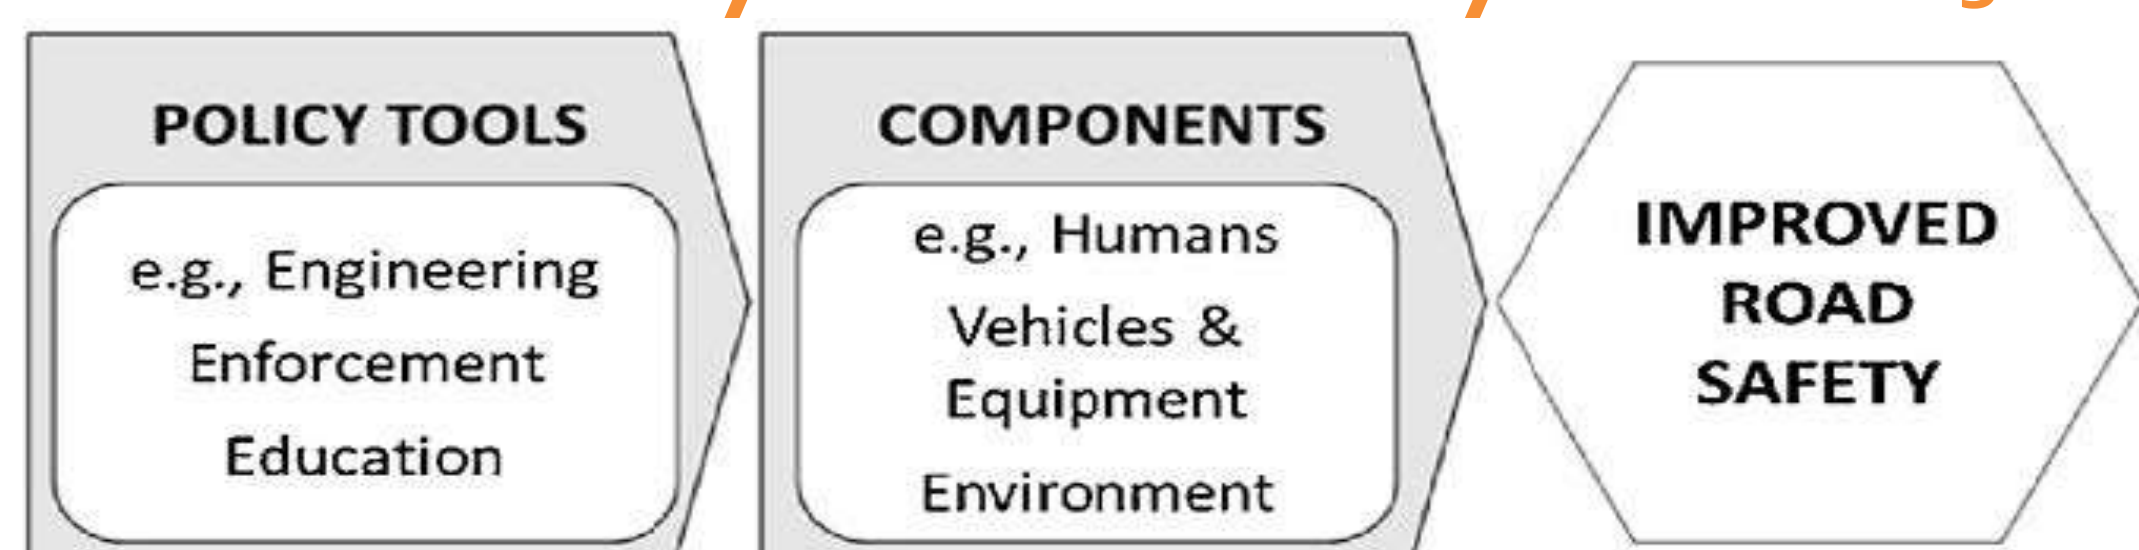 POLICY TOOLS
e.g., Engineering
Enforcement
Education
COMPONENTS
e.g., Humans
Vehicles &
Equipment
Environment
IMPROVED
ROAD
SAFETY